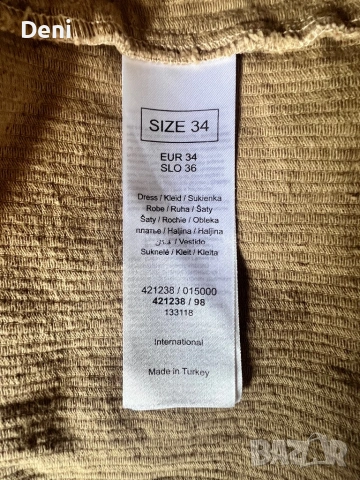 Deni
SIZE 34
EUR 34
SLO 36
Dress / Kleid / Sukienka
Robe / Ruha / Šaty
Šaty / Rochie / Obleka
платье / Haljina / Haljina
/ Vestido
Suknelė / Kleit / Kleita
421238 / 015000
421238 / 98
133118
International
Made in Turkey
BAZAR